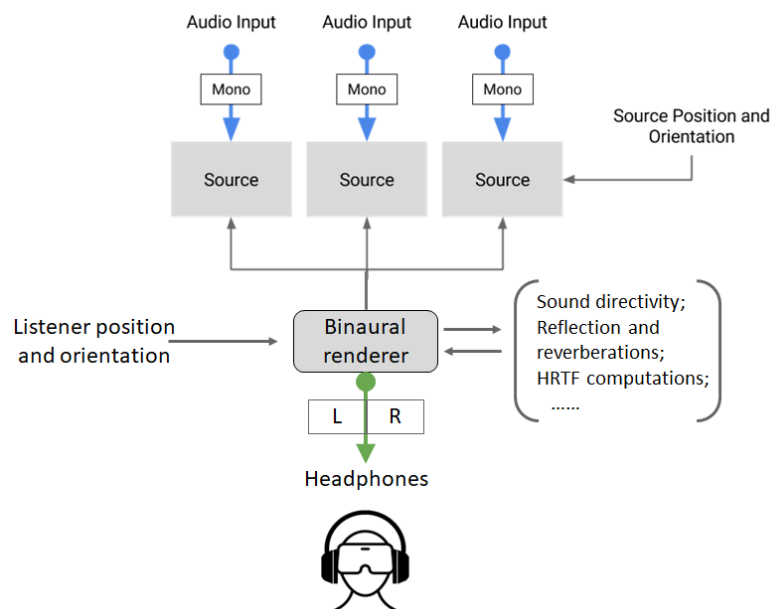 Audio Input
Audio Input
Audio Input
Mono
Mono
Mono
Source Position and
Orientation
Source
Source
Source
Listener position
and orientation
Binaural
renderer
Sound directivity;
Reflection and
reverberations;
HRTF computations;
......
L
R
Headphones